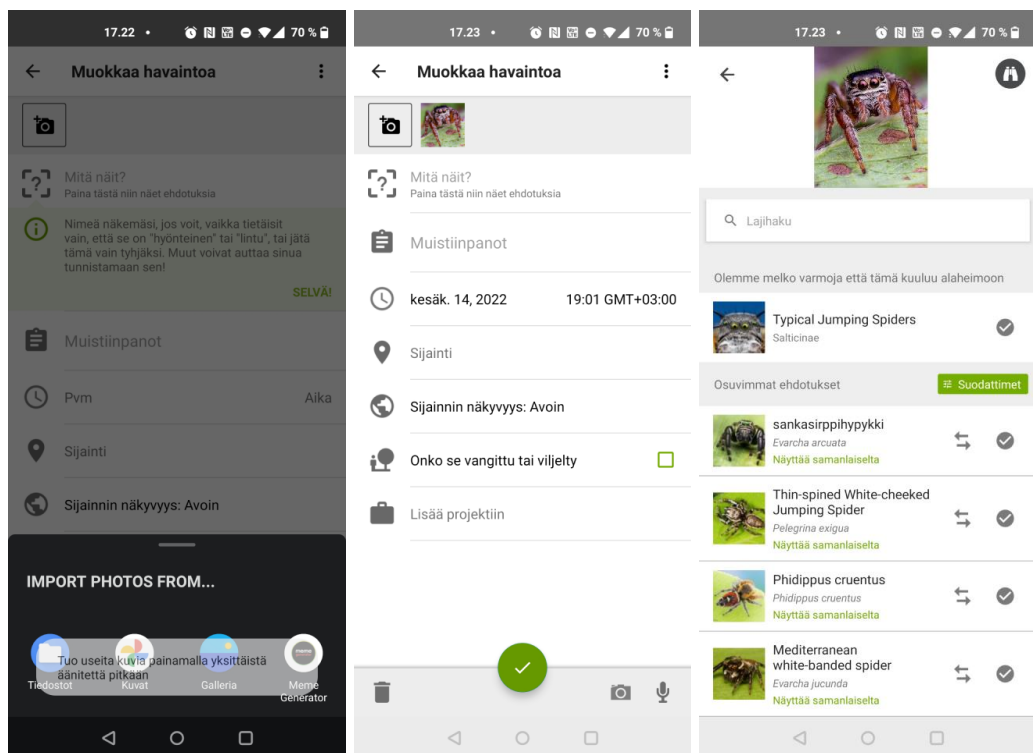 17.22 • 70 %
Muokkaa havaintoa
Mitä näit?
Paina tästä niin näet ehdotuksia
Nimeä näkemäsi, jos voit, vaikka tietäisit
vain, että se on "hyönteinen" tai "lintu", tai jätä
tämä vain tyhjäksi. Muut voivat auttaa sinua
tunnistamaan sen!
SELVÄ!
Muistiinpanot
Pvm Aika
Sijainti
Sijainnin näkyvyys: Avoin
IMPORT PHOTOS FROM...
Tuo useita kuvia painamalla yksittäistä
äänitettä pitkään
Tiedostot Kuvat Galleria Meme
Generator
17.23 • 70 %
Muokkaa havaintoa
Mitä näit?
Paina tästä niin näet ehdotuksia
Muistiinpanot
kesäk. 14, 2022 19:01 GMT+03:00
Sijainti
Sijainnin näkyvyys: Avoin
Onko se vangittu tai viljelty
Lisää projektiin
17.23 • 70 %
Lajihaku
Olemme melko varmoja että tämä kuuluu alaheimoon
Typical Jumping Spiders
Salticinae
Osuvimmat ehdotukset Suodattimet
sankasirppihypykki
Evarcha arcuata
Näyttää samanlaiselta
Thin-spined White-cheeked
Jumping Spider
Pelegrina exigua
Näyttää samanlaiselta
Phidippus cruentus
Phidippus cruentus
Näyttää samanlaiselta
Mediterranean
white-banded spider
Evarcha jucunda
Näyttää samanlaiselta